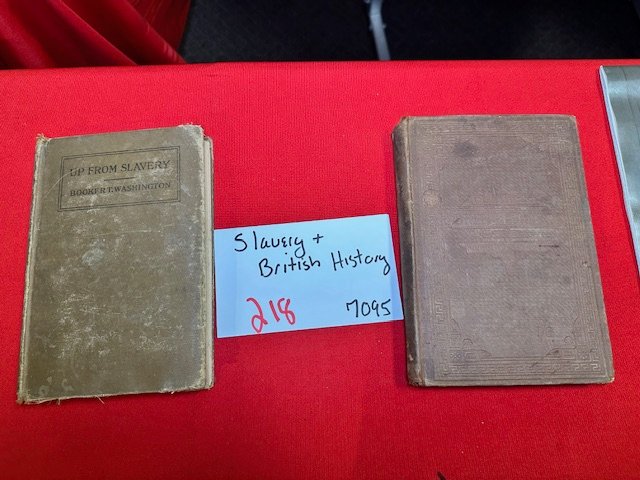 UP FROM SLAVERY
BOOKER T. WASHINGTON
Slavery +
British History
218 7095